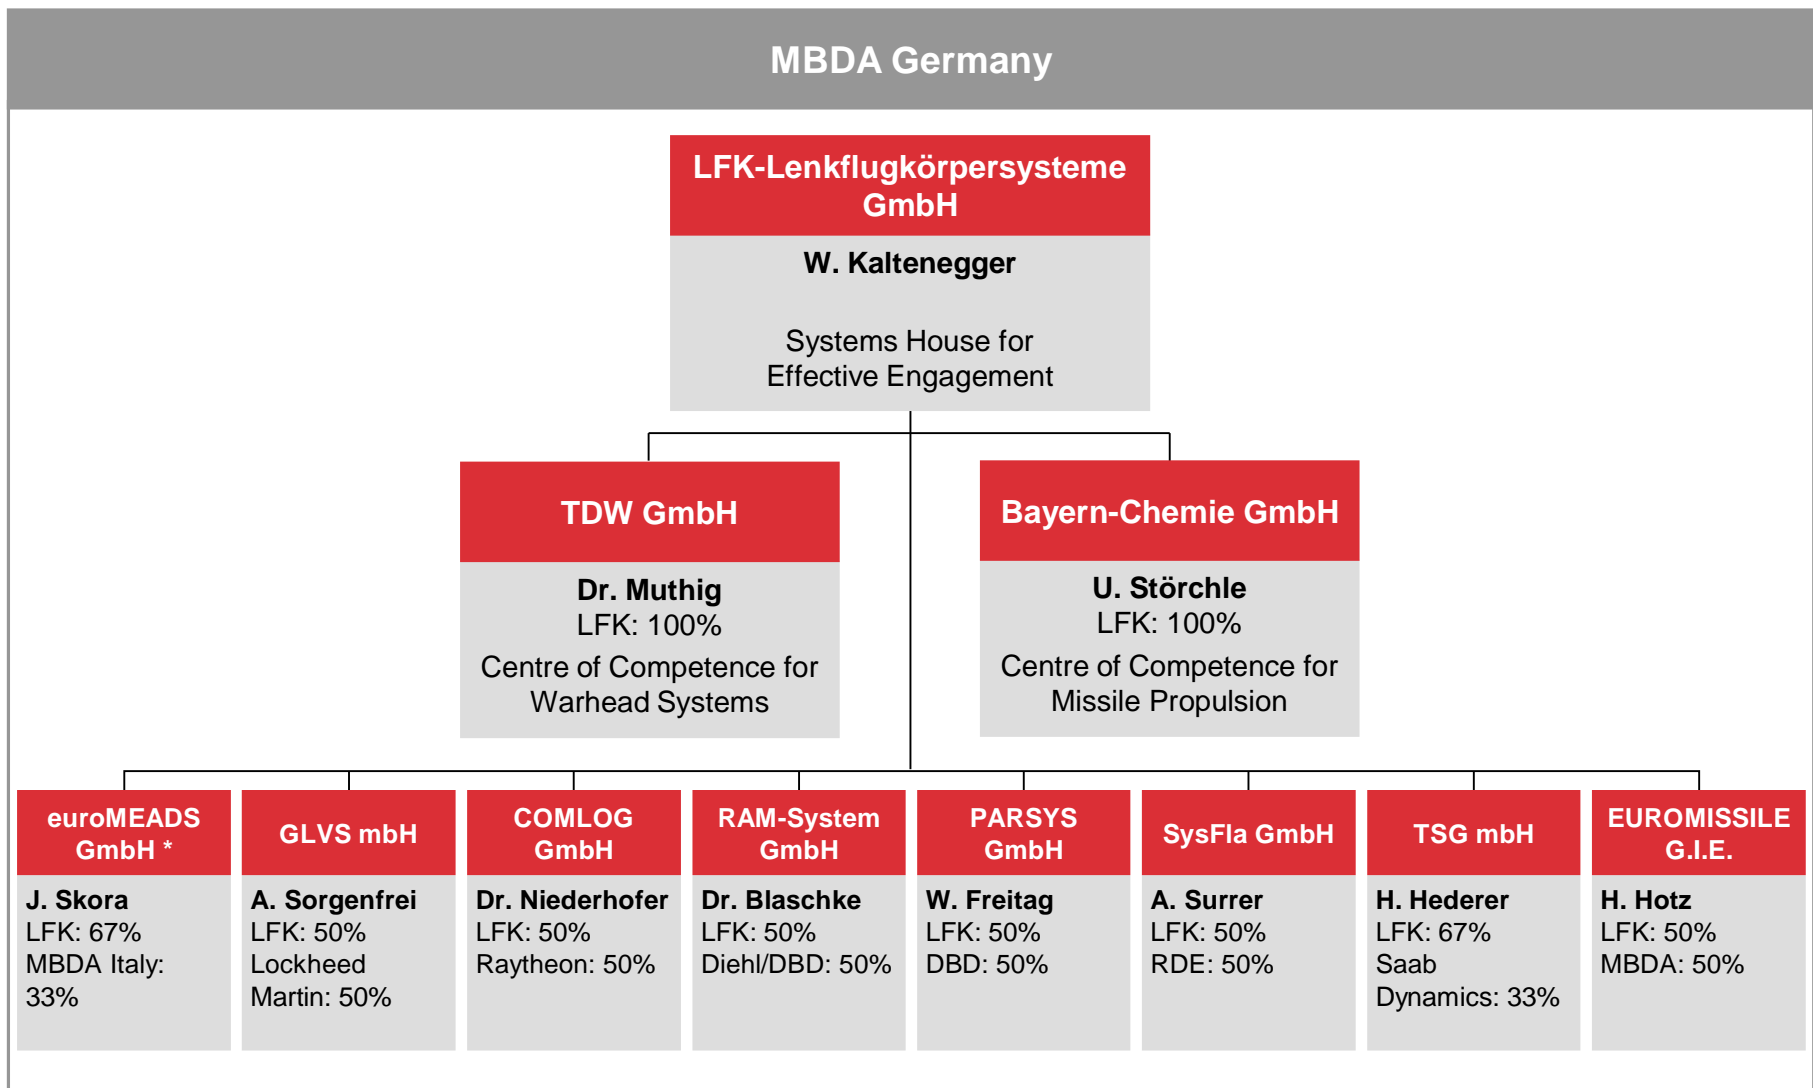 MBDA Germany
LFK-Lenkflugkörpersysteme
GmbH
W. Kaltenegger
Systems House for
Effective Engagement
TDW GmbH
Dr. Muthig
LFK: 100%
Centre of Competence for
Warhead Systems
Bayern-Chemie GmbH
U. Störchle
LFK: 100%
Centre of Competence for
Missile Propulsion
euroMEADS
GmbH *
J. Skora
LFK: 67%
MBDA Italy:
33%
GLVS mbH
A. Sorgenfrei
LFK: 50%
Lockheed
Martin: 50%
COMLOG
GmbH
Dr. Niederhofer
LFK: 50%
Raytheon: 50%
RAM-System
GmbH
Dr. Blaschke
LFK: 50%
Diehl/DBD: 50%
PARSYS
GmbH
W. Freitag
LFK: 50%
DBD: 50%
SysFla GmbH
A. Surrer
LFK: 50%
RDE: 50%
TSG mbH
H. Hederer
LFK: 67%
Saab
Dynamics: 33%
EUROMISSILE
G.I.E.
H. Hotz
LFK: 50%
MBDA: 50%